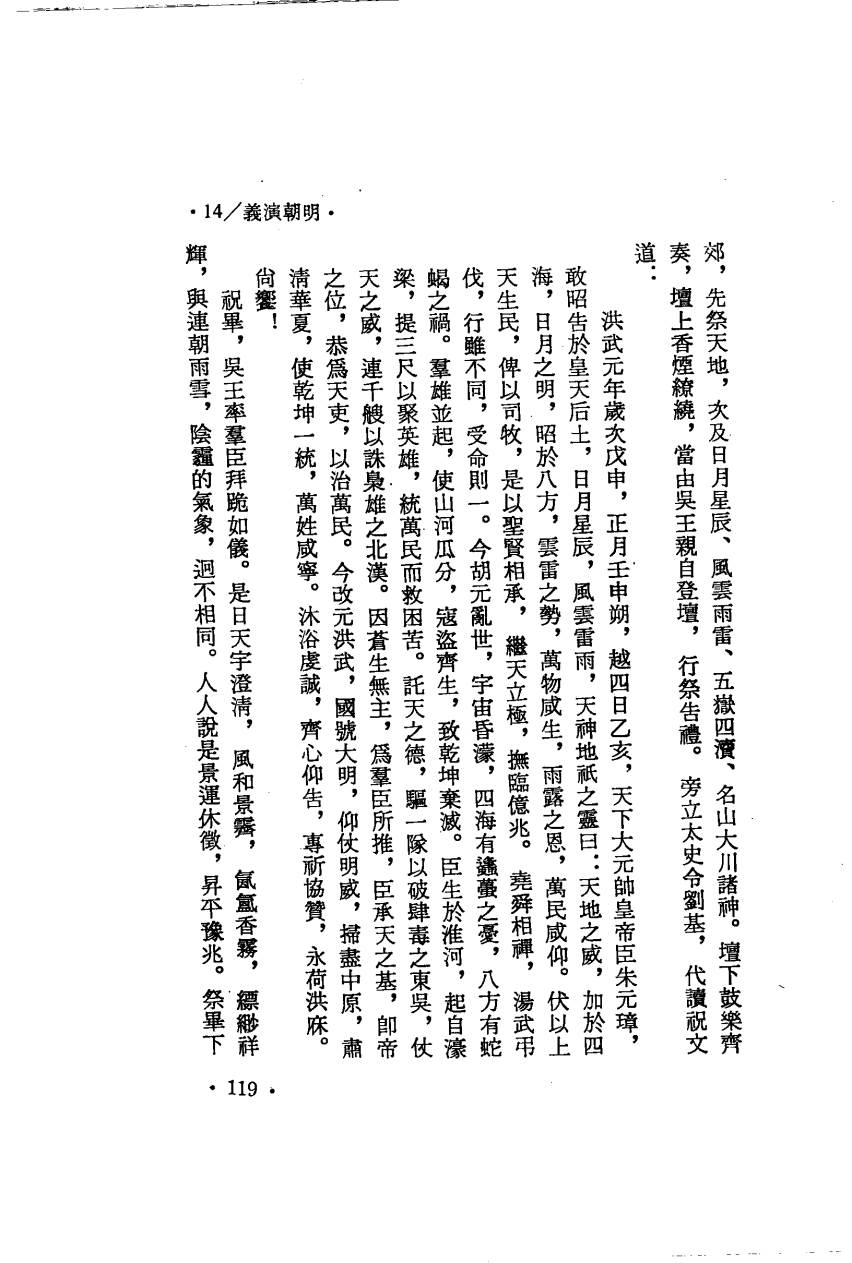 ·14/義演朝明·
郊，先祭天地，次及日月星辰、風雲雨雷、五嶽四瀆、名山大川諸神。壇下鼓樂齊
奏，壇上香煙繚繞，當由吳王親自登壇，行祭告禮。旁立太史令劉基，代讀祝文
道：
洪武元年歲次戊申，正月壬申朔，越四日乙亥，天下大元帥皇帝臣朱元璋，
敢昭告於皇天后土，日月星辰，風雲雷雨，天神地祇之靈曰：天地之威，加於四
海，日月之明，昭於八方，雲雷之勢，萬物咸生，雨露之恩，萬民咸仰。伏以上
天生民，俾以司牧，是以聖賢相承，繼天立極，撫臨億兆。堯舜相禪，湯武弔
伐，行雖不同，受命則一。今胡元亂世，宇宙昏濛，四海有蠭蠆之憂，八方有蛇
蝎之禍。羣雄並起，使山河瓜分，寇盜齊生，致乾坤棄滅。臣生於淮河，起自濠
梁，提三尺以聚英雄，統萬民而救困苦。託天之德，驅一隊以破肆毒之東吳，仗
天之威，連千艘以誅梟雄之北漢。因蒼生無主，爲羣臣所推，臣承天之基，卽帝
之位，恭爲天吏，以治萬民。今改元洪武，國號大明，仰仗明威，掃盡中原，肅
清華夏，使乾坤一統，萬姓咸寧。沐浴虔誠，齊心仰告，專祈協贊，永荷洪庥。
尙饗！
祝畢，吳王率羣臣拜跪如儀。是日天宇澄清，風和景霽，氤氳香霧，縹緲祥
輝，與連朝雨雪，陰霾的氣象，迥不相同。人人說是景運休徵，昇平豫兆。祭畢下
·119·